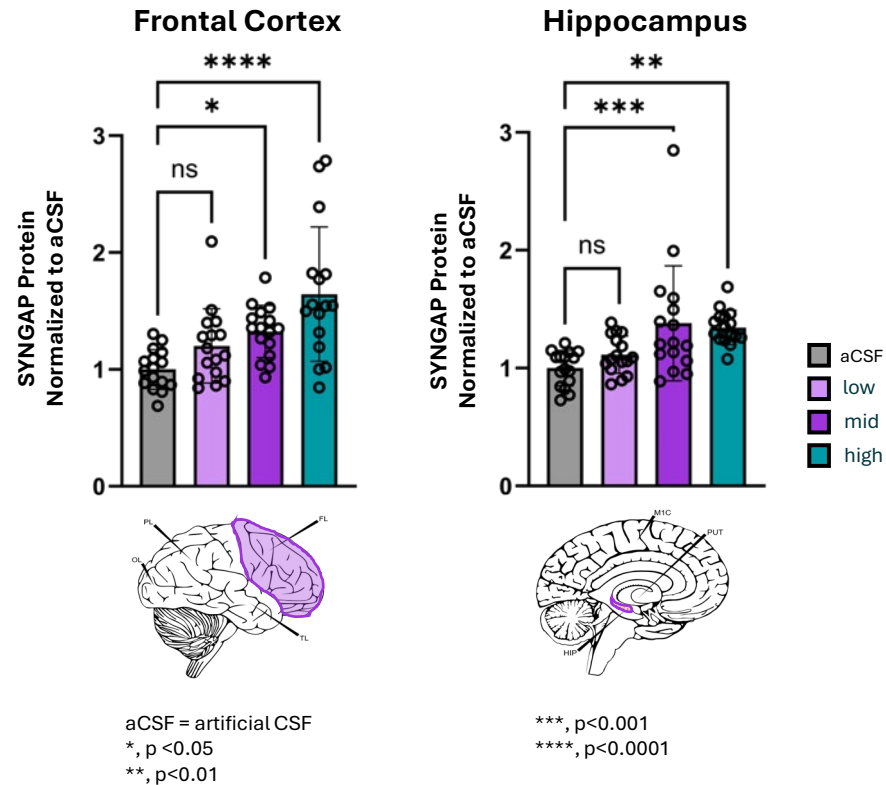 Frontal Cortex
****
*
ns
SYNGAP Protein
Normalized to aCSF
3
2
1
0
PL
FL
OL
TL
Hippocampus
**
***
ns
SYNGAP Protein
Normalized to aCSF
3
2
1
0
M1C
PUT
HIP
aCSF
low
mid
high
aCSF = artificial CSF
*, p <0.05
**, p<0.01
***, p<0.001
****, p<0.0001